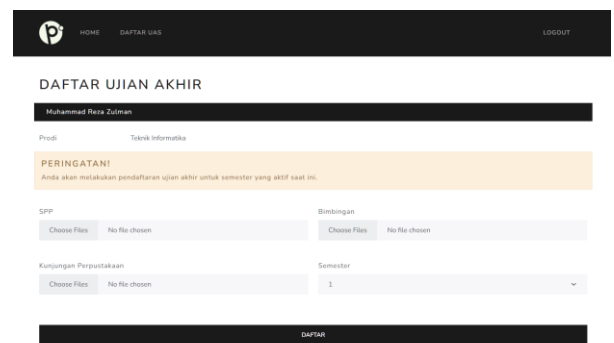 HOME DAFTAR UAS LOGOUT
DAFTAR UJIAN AKHIR
Muhammad Reza Zulman
Prodi Teknik Informatika
PERINGATAN!
Anda akan melakukan pendaftaran ujian akhir untuk semester yang aktif saat ini.
SPP Bimbingan
Choose Files No file chosen Choose Files No file chosen
Kunjungan Perpustakaan Semester
Choose Files No file chosen 1
DAFTAR